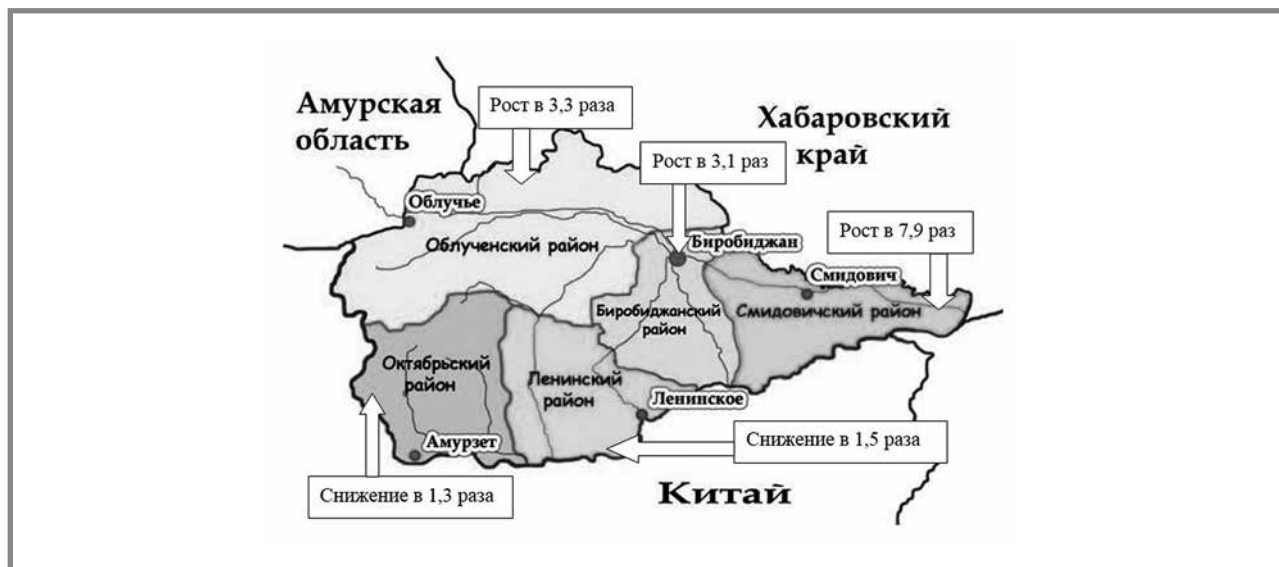 Рост в 3,3 раза
Амурская
область
Хабаровский
край
Рост в 3,1 раз
Облучье
Рост в 7,9 раз
Облученский район
Биробиджан
Смидович
Биробиджанский
район
Смидовичский район
Октябрьский
район
Ленинский
район
Ленинское
Амурзет
Снижение в 1,5 раза
Снижение в 1,3 раза
Китай